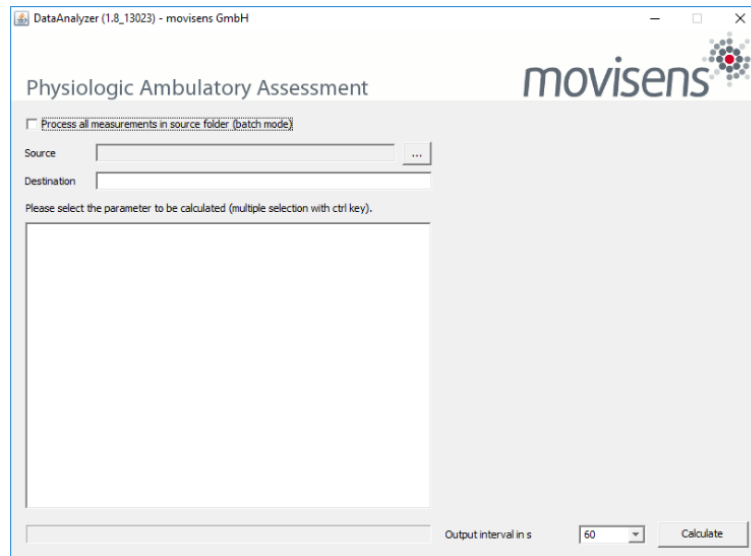 DataAnalyzer (1.8_13023) - movisens GmbH
movisens
Physiologic Ambulatory Assessment
Process all measurements in source folder (batch mode)
Source ...
Destination
Please select the parameter to be calculated (multiple selection with ctrl key).
Output interval in s 60 Calculate